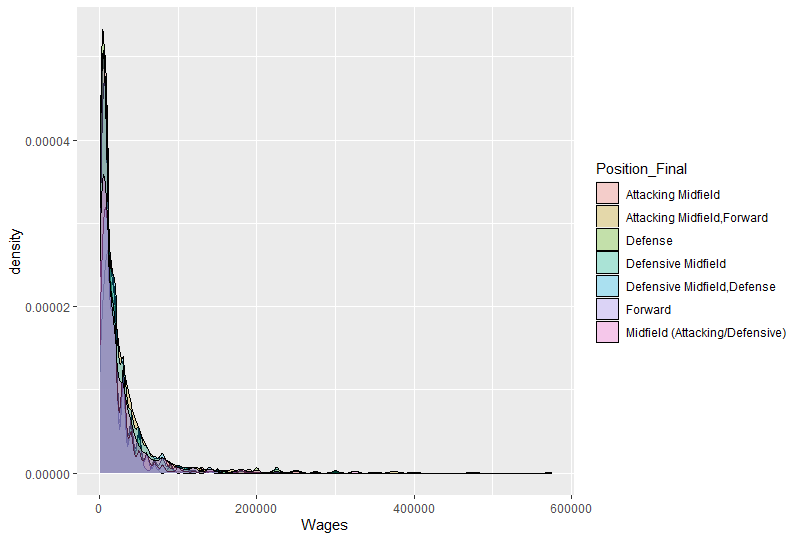 density
0.00004
0.00002
0.00000
0
200000
400000
600000
Wages
Position_Final
Attacking Midfield
Attacking Midfield,Forward
Defense
Defensive Midfield
Defensive Midfield,Defense
Forward
Midfield (Attacking/Defensive)